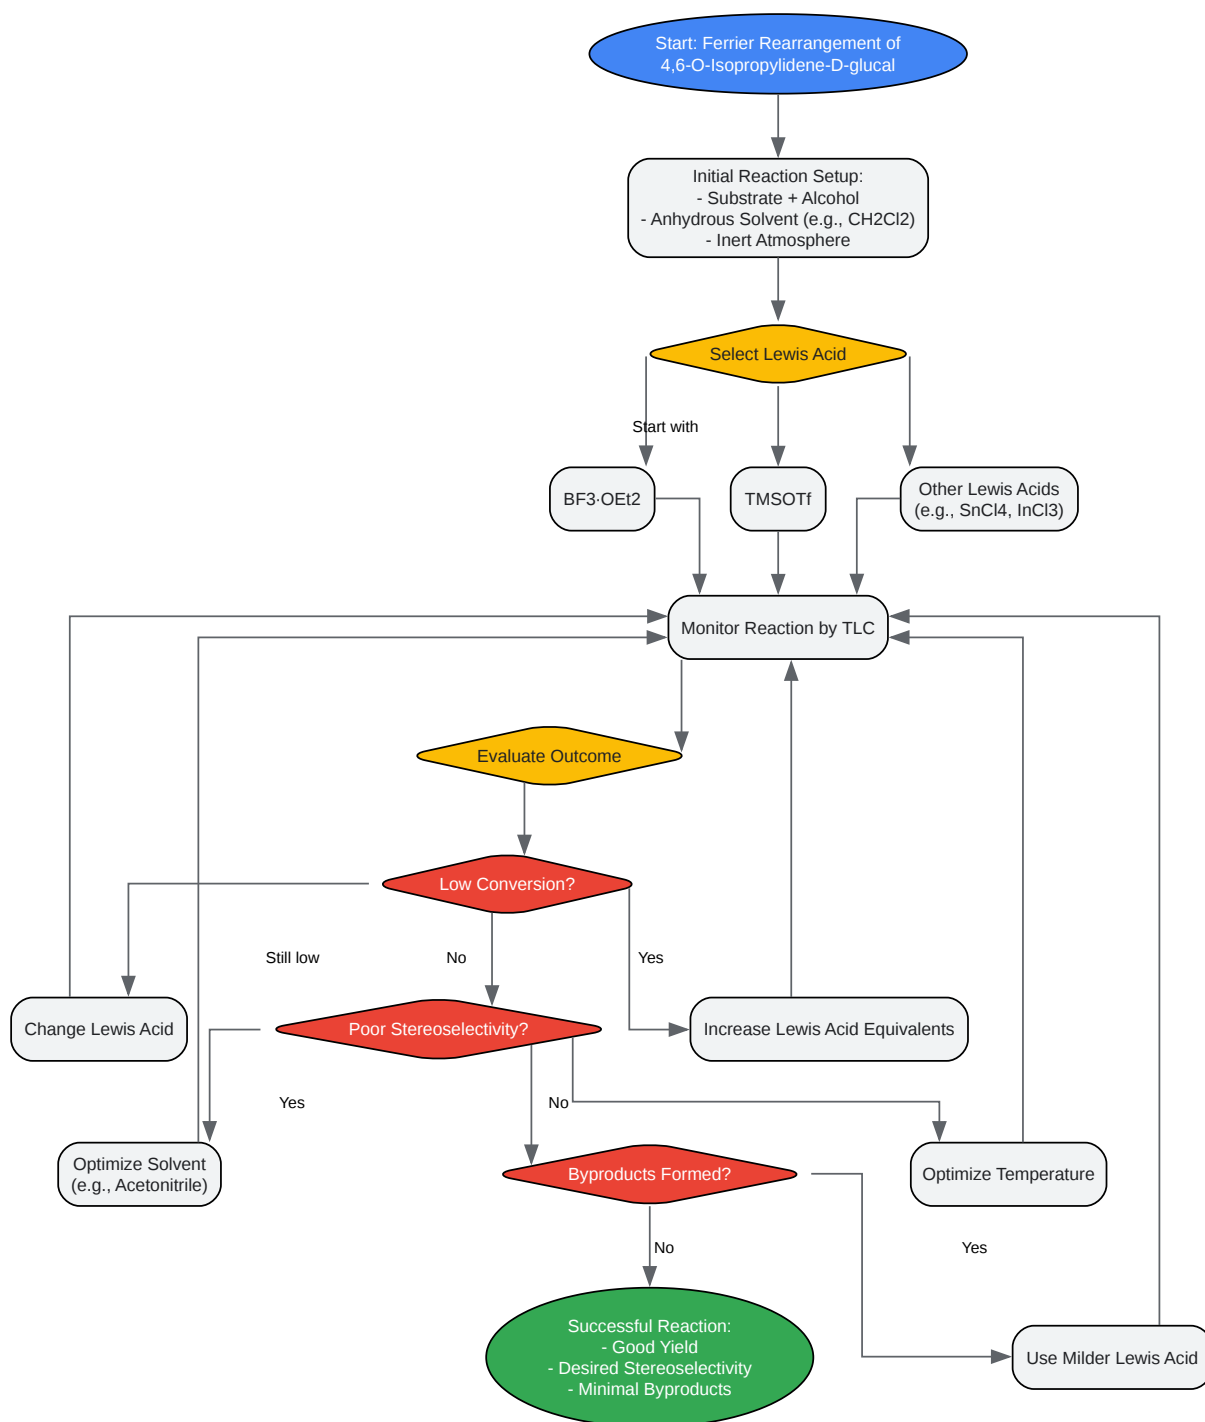 Start: Ferrier Rearrangement of
4,6-O-Isopropylidene-D-glucal
Initial Reaction Setup:
- Substrate + Alcohol
- Anhydrous Solvent (e.g., CH2Cl2)
- Inert Atmosphere
Select Lewis Acid
Start with
BF3·OEt2
TMSOTf
Other Lewis Acids
(e.g., SnCl4, InCl3)
Monitor Reaction by TLC
Evaluate Outcome
Low Conversion?
Still low
No
Yes
Change Lewis Acid
Poor Stereoselectivity?
Increase Lewis Acid Equivalents
Yes
No
Optimize Solvent
(e.g., Acetonitrile)
Byproducts Formed?
Optimize Temperature
No
Yes
Successful Reaction:
- Good Yield
- Desired Stereoselectivity
- Minimal Byproducts
Use Milder Lewis Acid